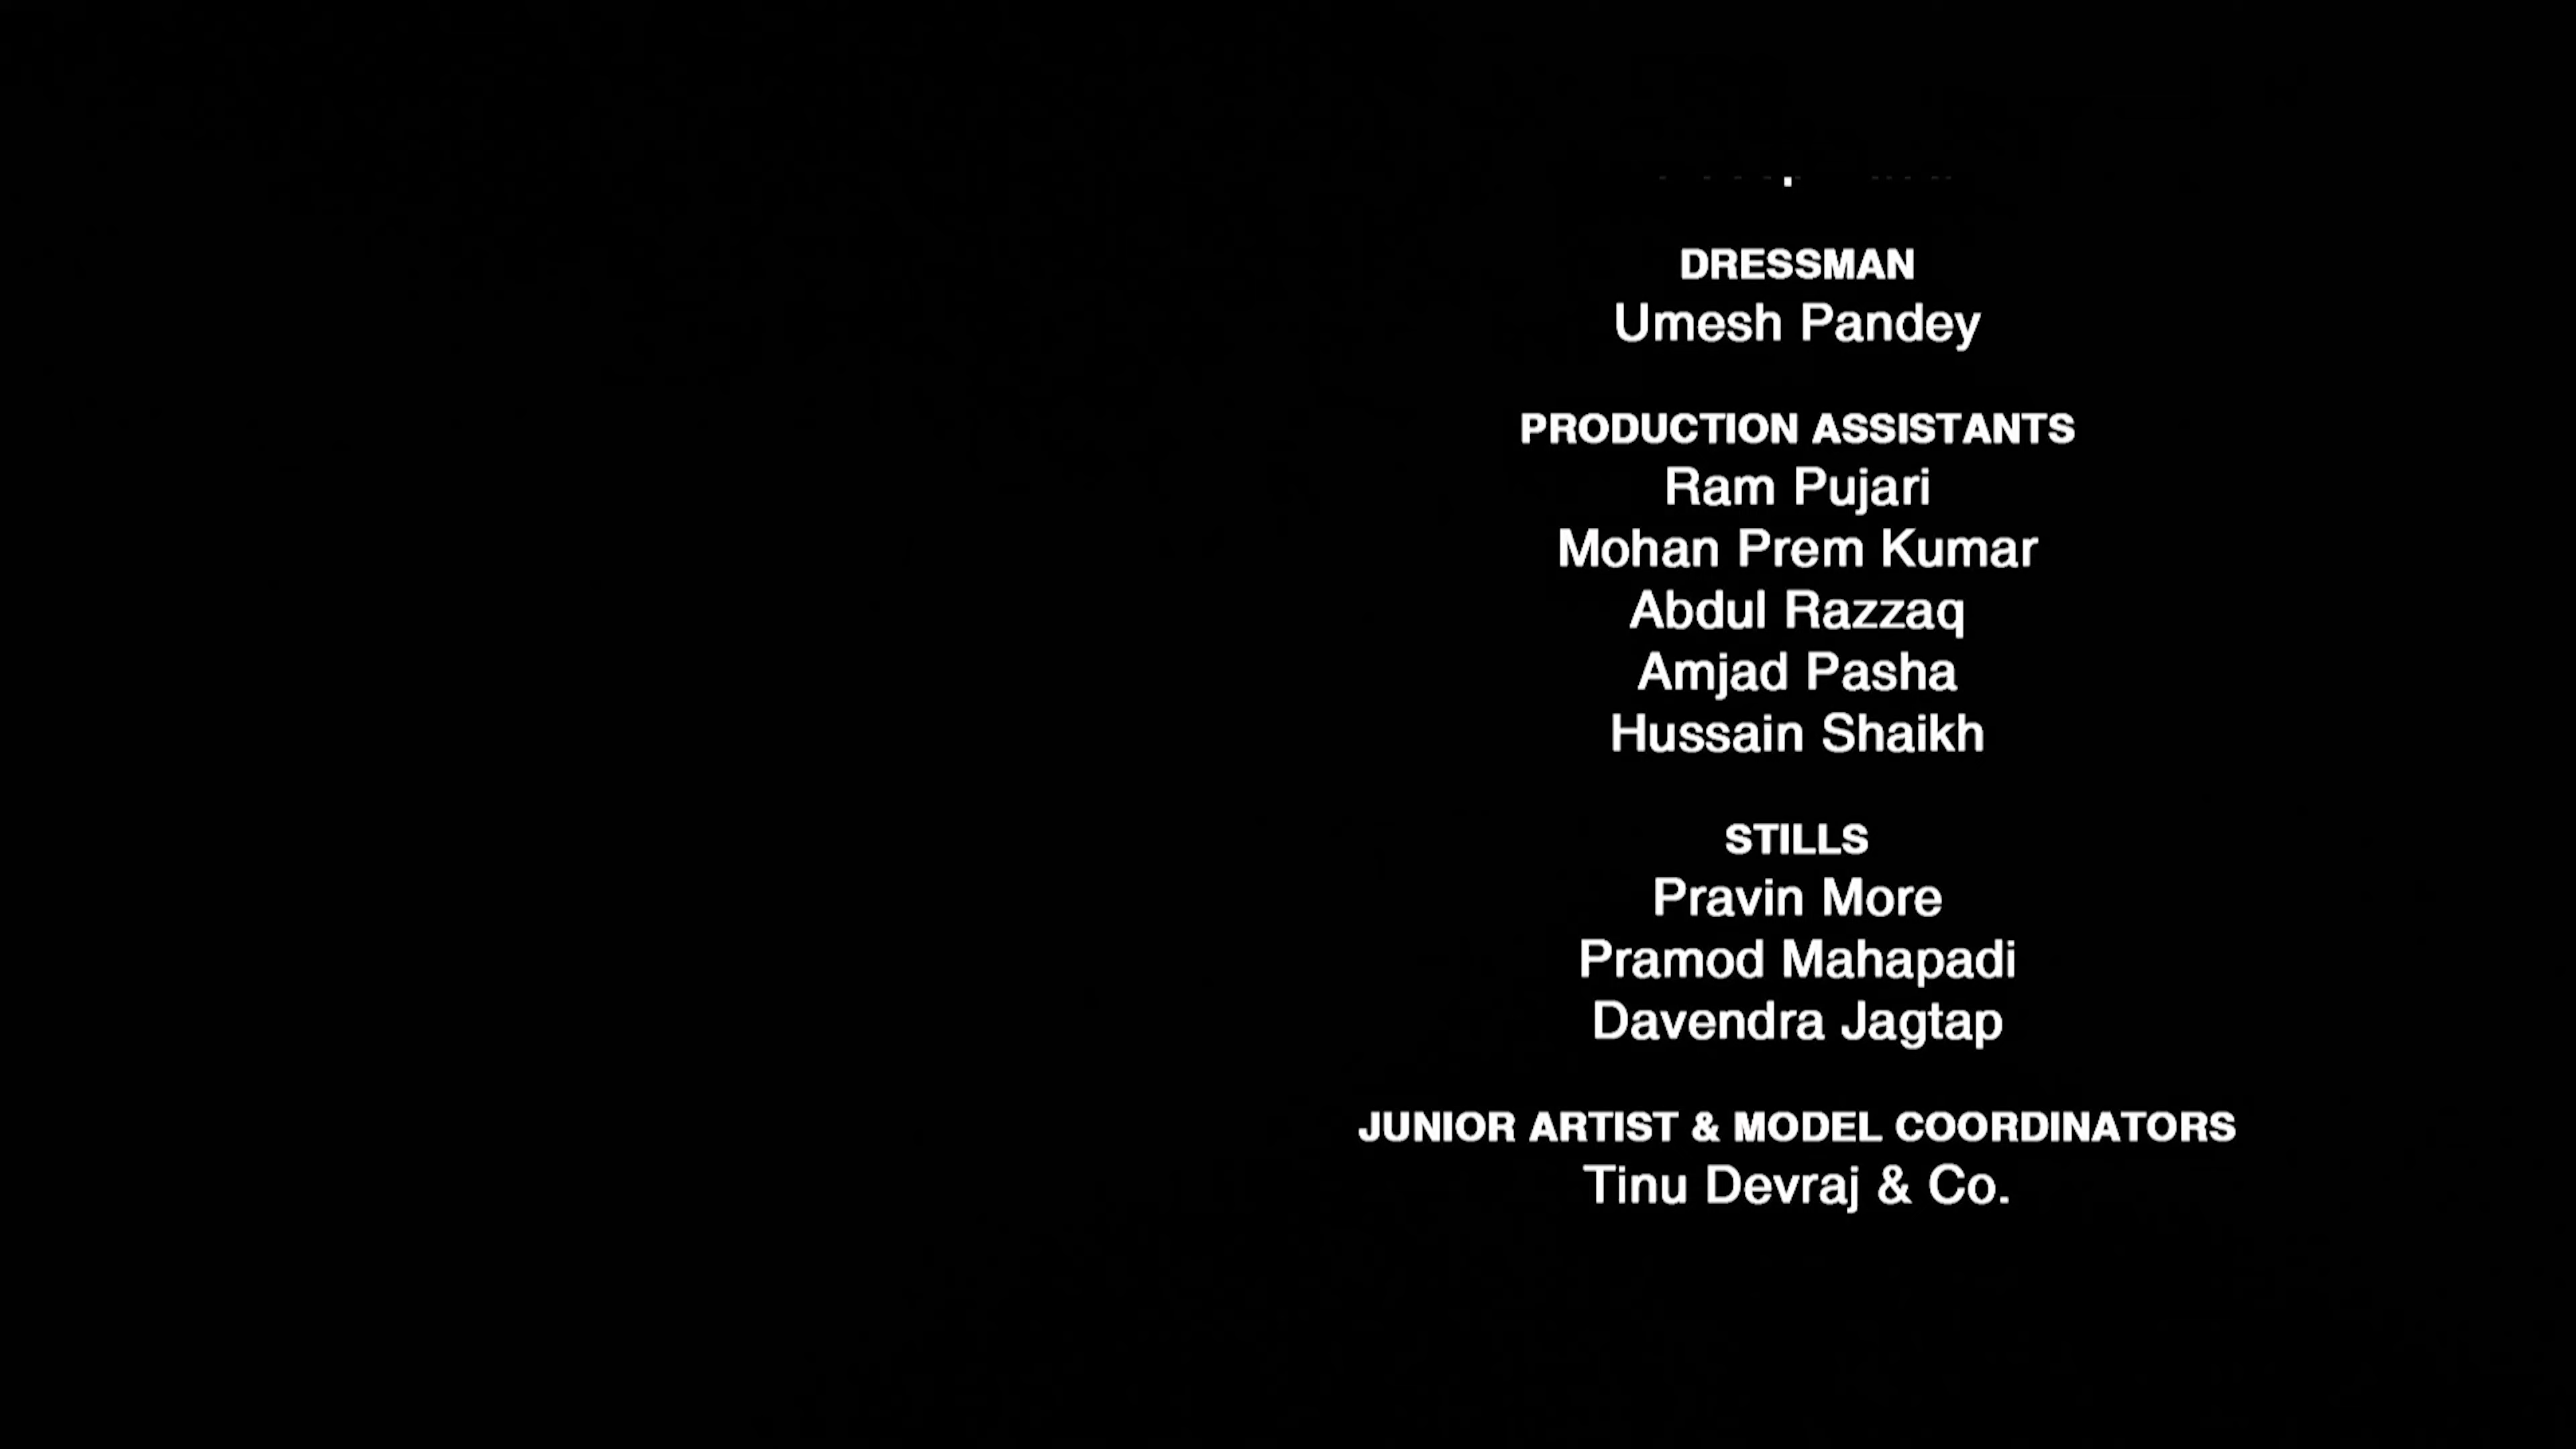 DRESSMAN
Umesh Pandey
PRODUCTION ASSISTANTS
Ram Pujari
Mohan Prem Kumar
Abdul Razzaq
Amjad Pasha
Hussain Shaikh
STILLS
Pravin More
Pramod Mahapadi
Davendra Jagtap
JUNIOR ARTIST & MODEL COORDINATORS
Tinu Devraj & Co.